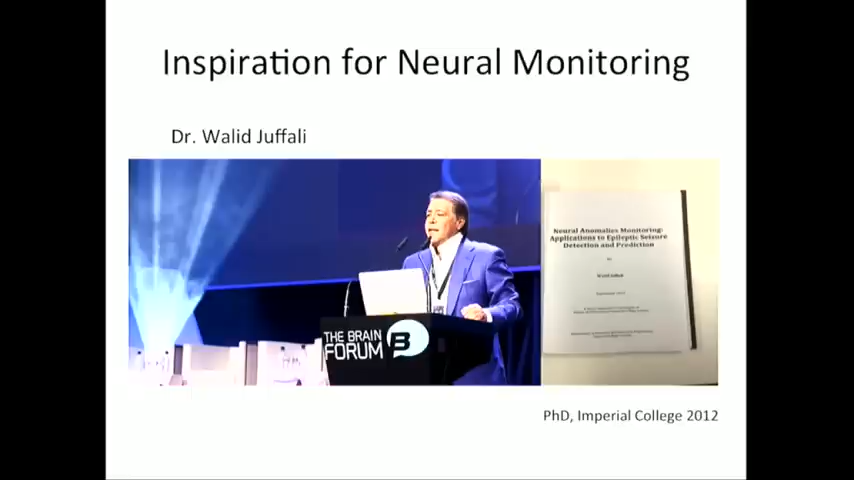 Inspiration for Neural Monitoring
Dr. Walid Juffali
THE BRAIN
FORUM
B
Neural Anomalies Monitoring:
Applications to Epileptic Seizure
Detection and Prediction
PhD, Imperial College 2012